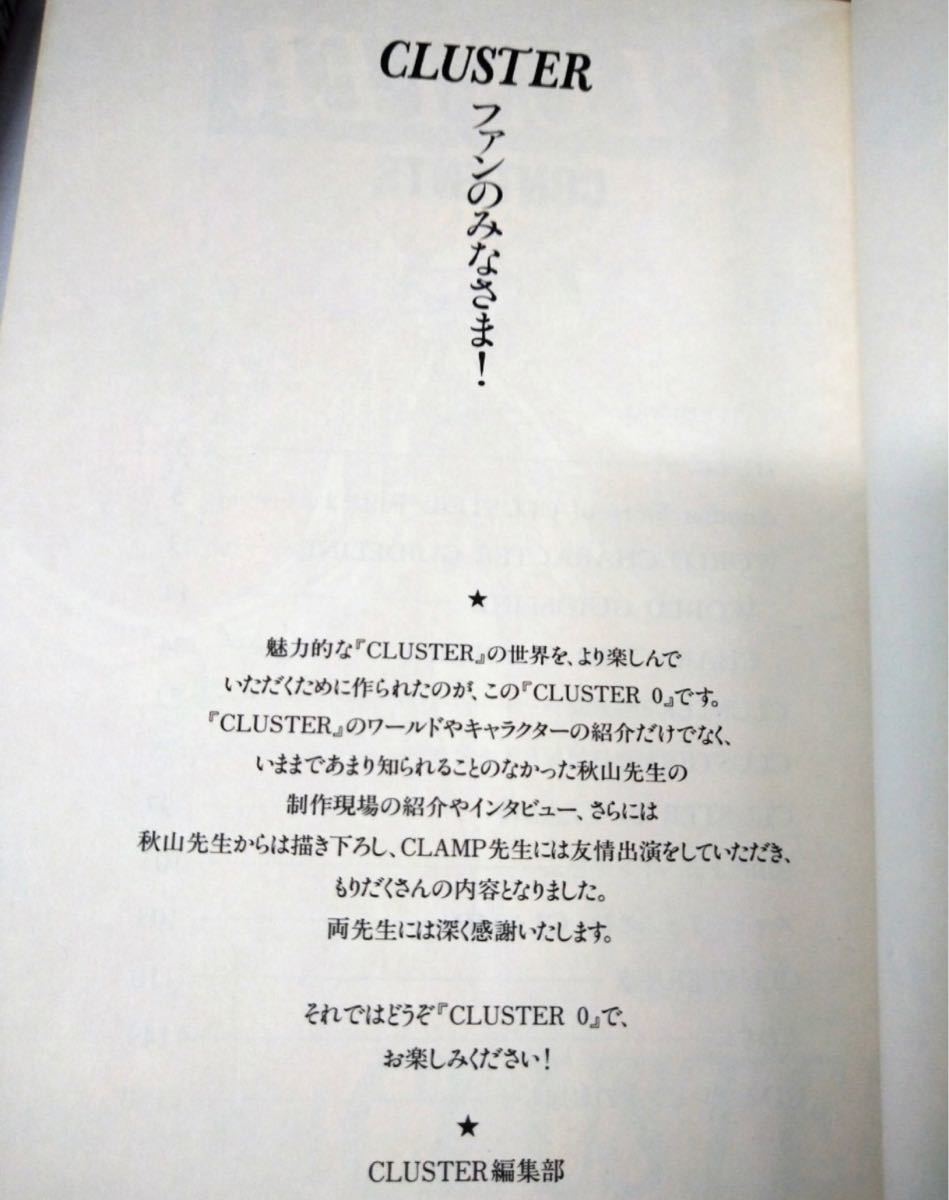 CLUSTER
ファンのみなさま！
★
魅力的な『CLUSTER』の世界を、より楽しんで
いただくために作られたのが、この『CLUSTER 0』です。
『CLUSTER』のワールドやキャラクターの紹介だけでなく、
いままであまり知られることのなかった秋山先生の
制作現場の紹介やインタビュー、さらには
秋山先生からは描き下ろし、CLAMP先生には友情出演をしていただき、
もりだくさんの内容となりました。
両先生には深く感謝いたします。
それではどうぞ『CLUSTER 0』で、
お楽しみください！
★
CLUSTER編集部